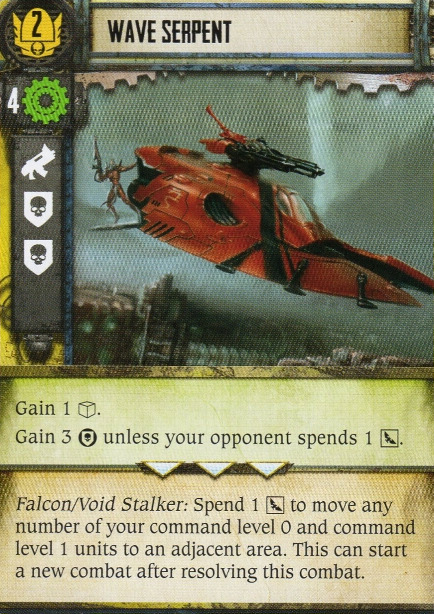 2
WAVE SERPENT
4
Gain 1 .
Gain 3 unless your opponent spends 1 .
Falcon/Void Stalker: Spend 1 to move any
number of your command level 0 and command
level 1 units to an adjacent area. This can start
a new combat after resolving this combat.